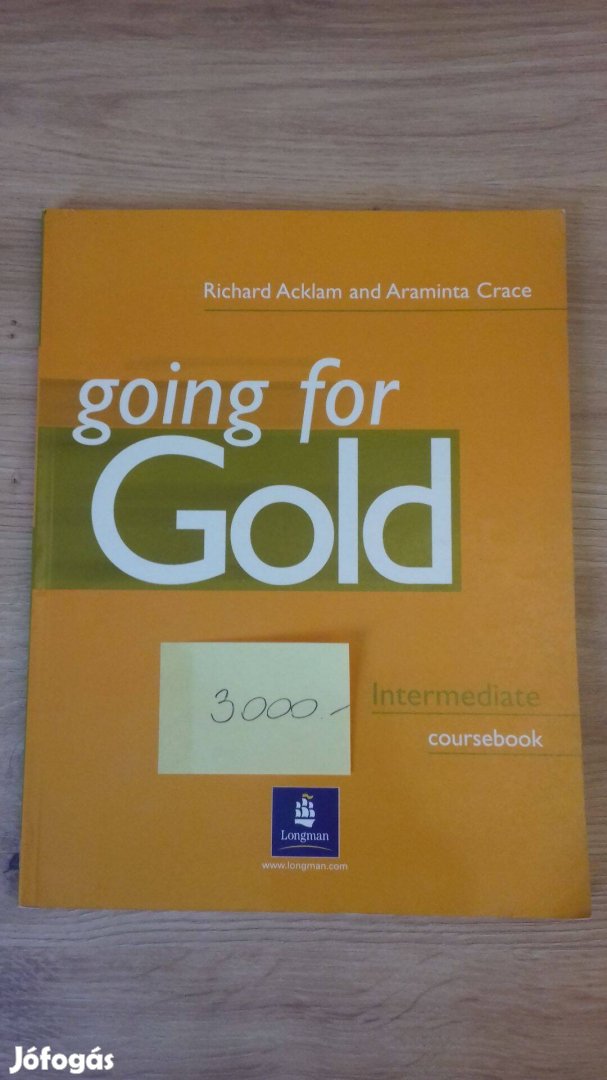 Richard Acklam and Araminta Crace
going for
Gold
3000.-
Intermediate
coursebook
Longman
www.longman.com
Jófogás